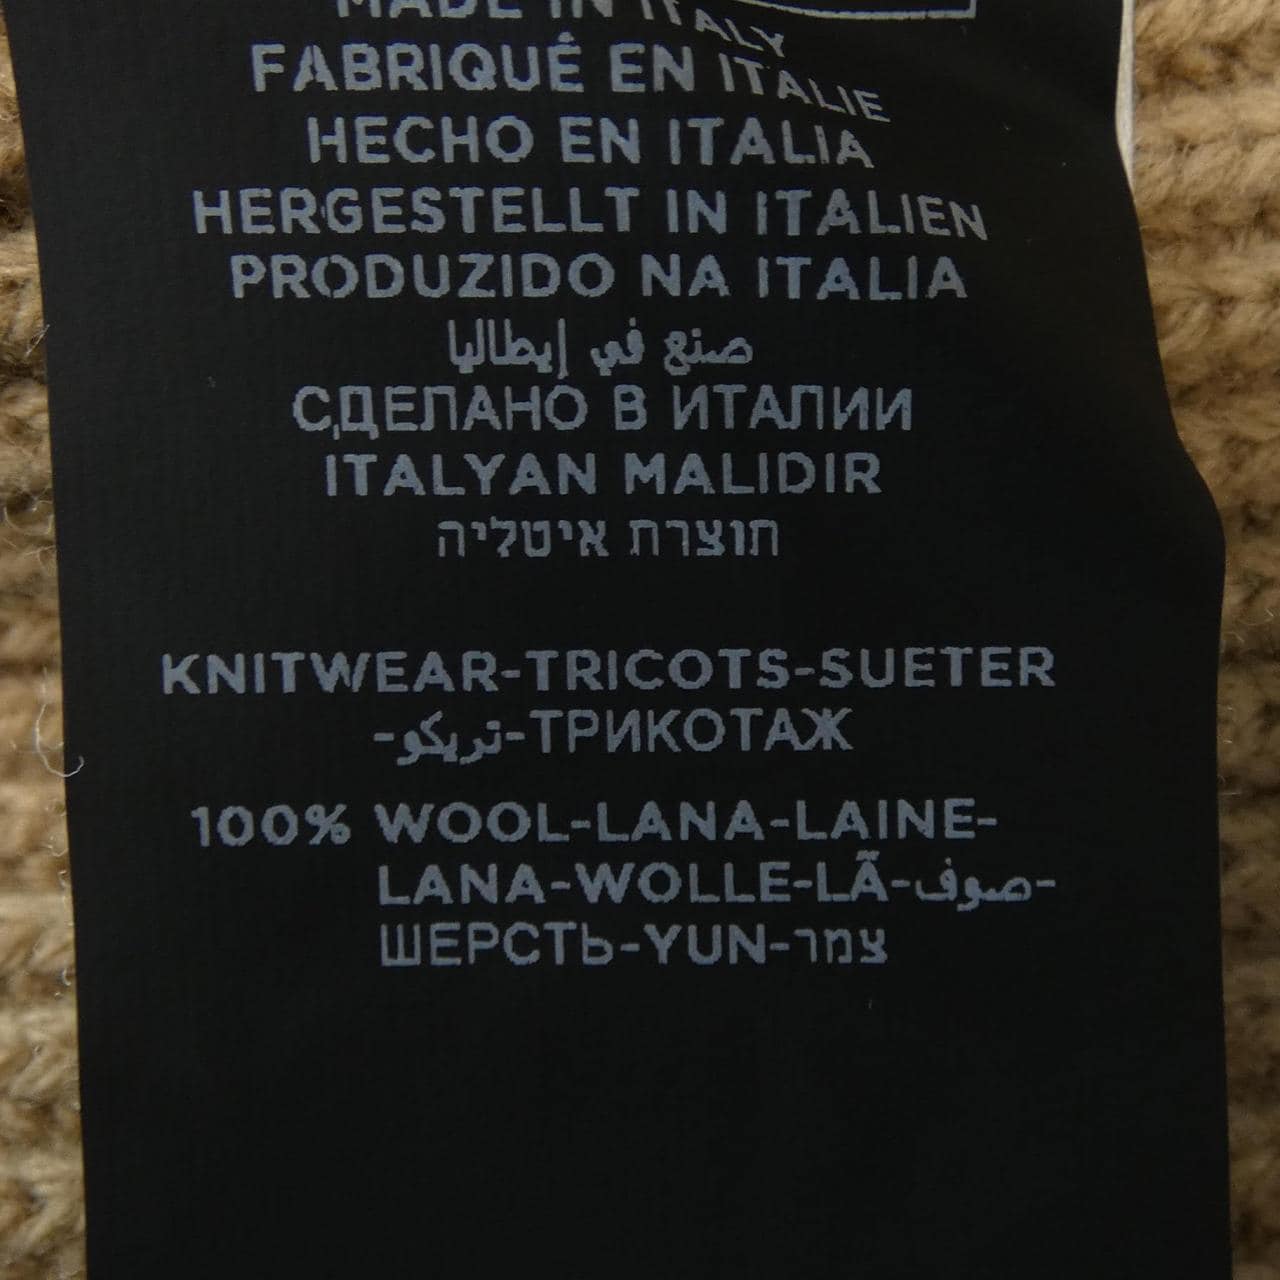 MADE IN ITALY
FABRIQUÊ EN ITALIE
HECHO EN ITALIA
HERGESTELLT IN ITALIEN
PRODUZIDO NA ITALIA
صنع في إيطاليا
СДЕЛАНО В ИТАЛИИ
ITALYAN MALIDIR
תוצרת איטליה
KNITWEAR-TRICOTS-SUETER
-تريكو-ТРИКОТАЖ
100% WOOL-LANA-LAINE-
LANA-WOLLE-LÃ-صوف-
ШЕРСТЬ-YUN-צמר